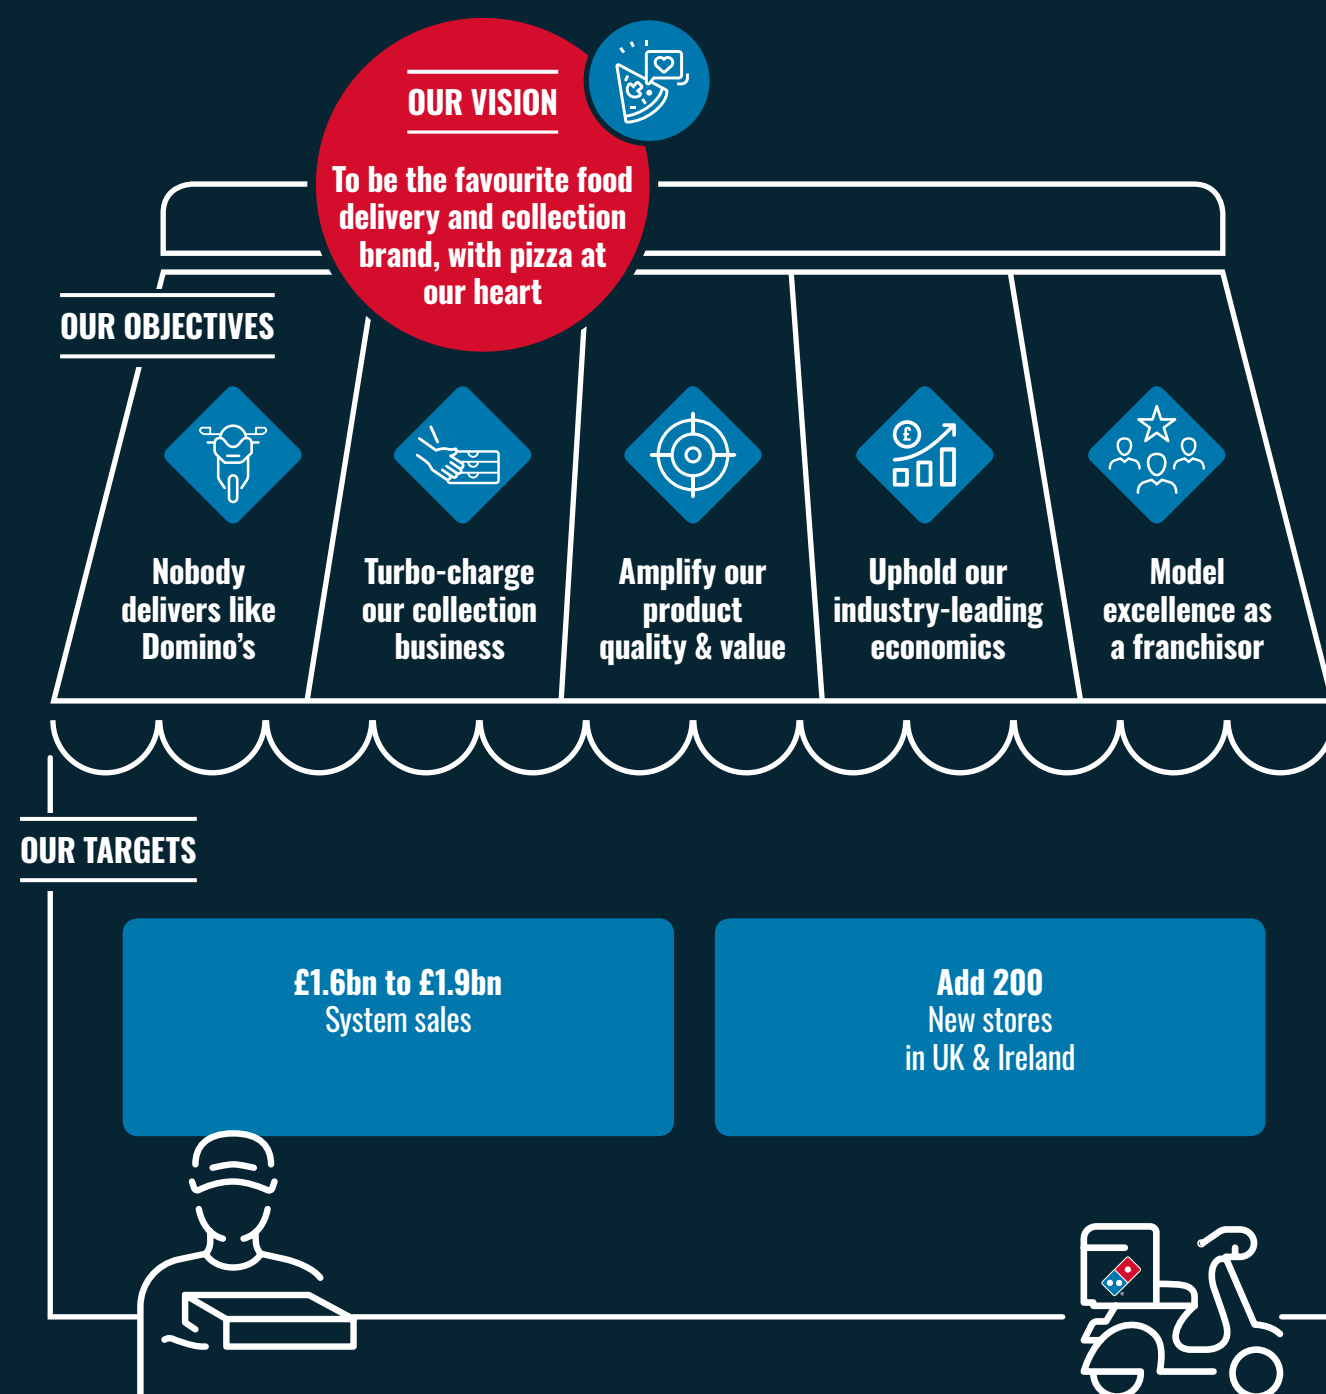 OUR VISION
To be the favourite food
delivery and collection
brand, with pizza at
our heart
OUR OBJECTIVES
Nobody
delivers like
Domino's
Turbo-charge
our collection
business
Amplify our
product
quality & value
Uphold our
industry-leading
economics
Model
excellence as
a franchisor
OUR TARGETS
£1.6bn to £1.9bn
System sales
Add 200
New stores
in UK & Ireland